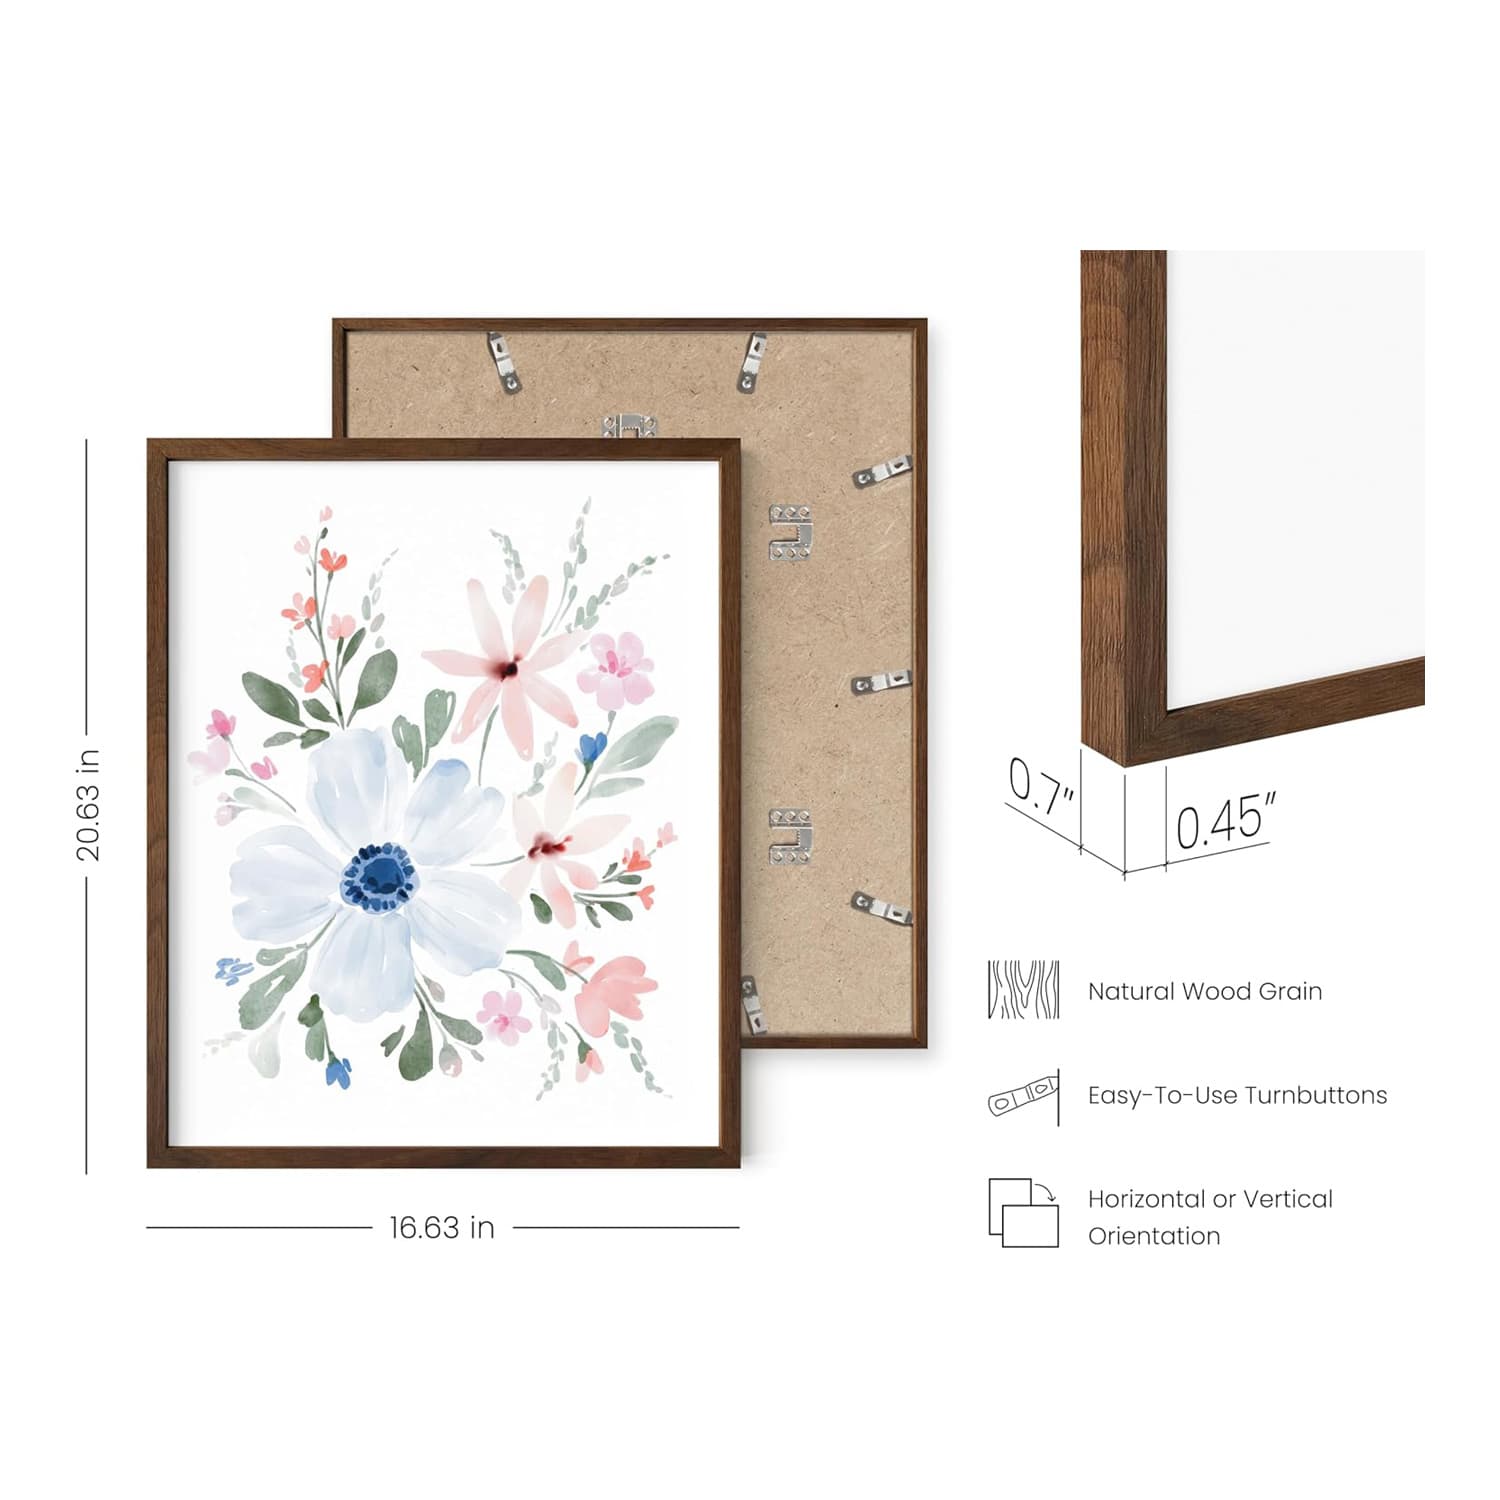 20.63 in
16.63 in
0.7"
0.45"
Natural Wood Grain
Easy-To-Use Turnbuttons
Horizontal or Vertical
Orientation